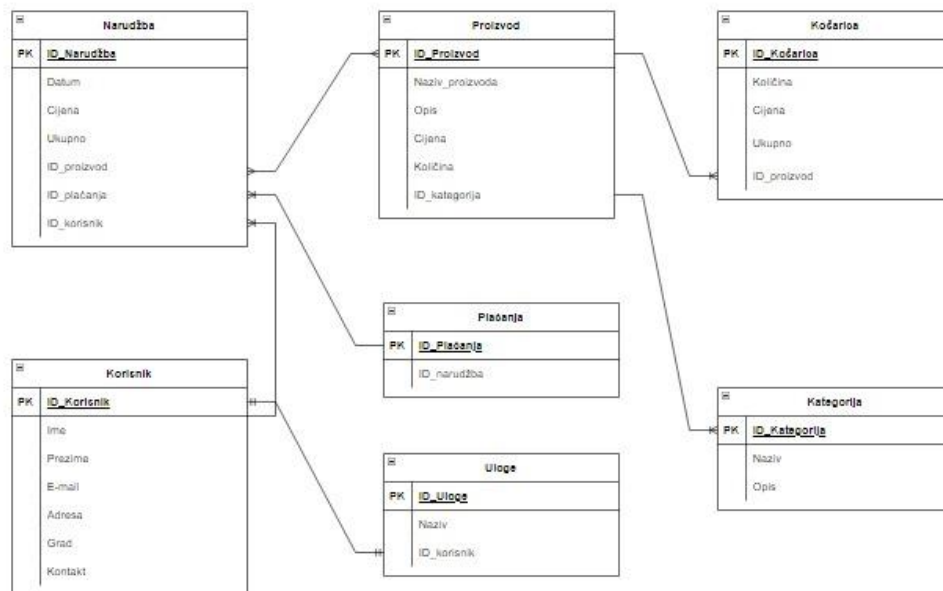 Narudžba
PK ID_Narudžba
Datum
Cijena
Ukupno
ID_proizvod
ID_plaćanja
ID_korisnik
Proizvod
PK ID_Proizvod
Naziv_proizvoda
Opis
Cijena
Količina
ID_kategorija
Košarica
PK ID_Košarica
Količina
Cijena
Ukupno
ID_proizvod
Plaćanja
PK ID_Plaćanja
ID_narudžba
Korisnik
PK ID_Korisnik
Ime
Prezime
E-mail
Adresa
Grad
Kontakt
Uloge
PK ID_Uloge
Naziv
ID_korisnik
Kategorija
PK ID_Kategorija
Naziv
Opis